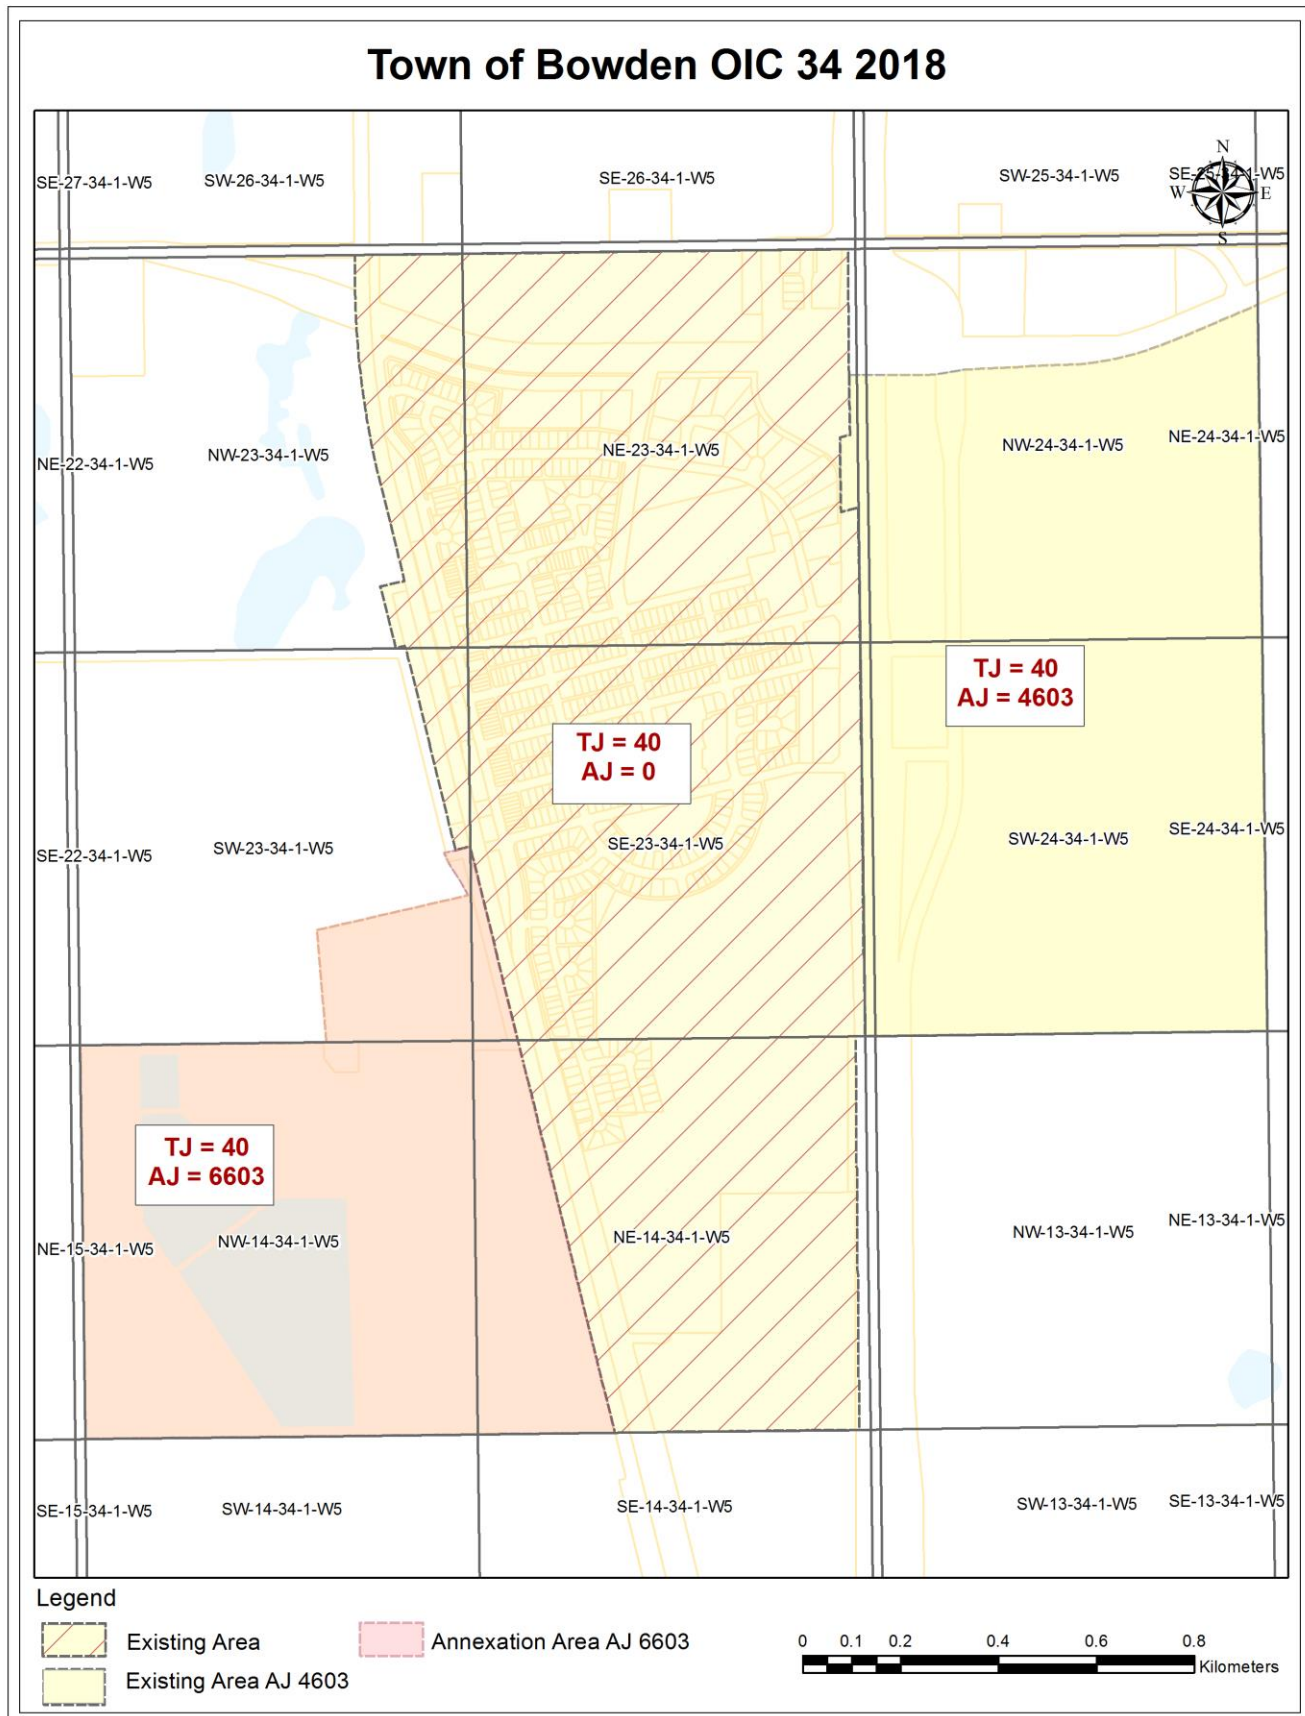 Town of Bowden OIC 34 2018
N
W E
S
SE-27-34-1-W5 SW-26-34-1-W5 SE-26-34-1-W5 SW-25-34-1-W5 SE-25-34-1-W5
NE-22-34-1-W5 NW-23-34-1-W5 NE-23-34-1-W5 NW-24-34-1-W5 NE-24-34-1-W5
TJ = 40
AJ = 4603
TJ = 40
AJ = 0
SE-22-34-1-W5 SW-23-34-1-W5 SE-23-34-1-W5 SW-24-34-1-W5 SE-24-34-1-W5
TJ = 40
AJ = 6603
NE-15-34-1-W5 NW-14-34-1-W5 NE-14-34-1-W5 NW-13-34-1-W5 NE-13-34-1-W5
SE-15-34-1-W5 SW-14-34-1-W5 SE-14-34-1-W5 SW-13-34-1-W5 SE-13-34-1-W5
Legend
Existing Area
Annexation Area AJ 6603
Existing Area AJ 4603
0 0.1 0.2 0.4 0.6 0.8
Kilometers